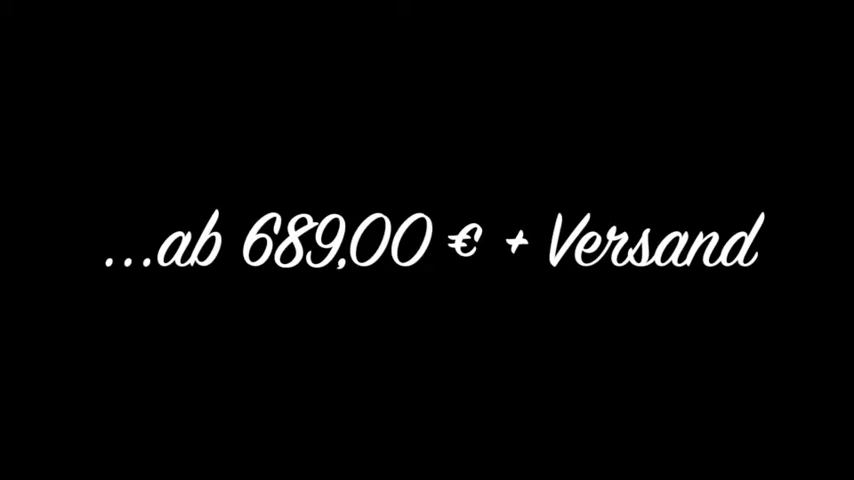 ...ab 689,00 € + Versand